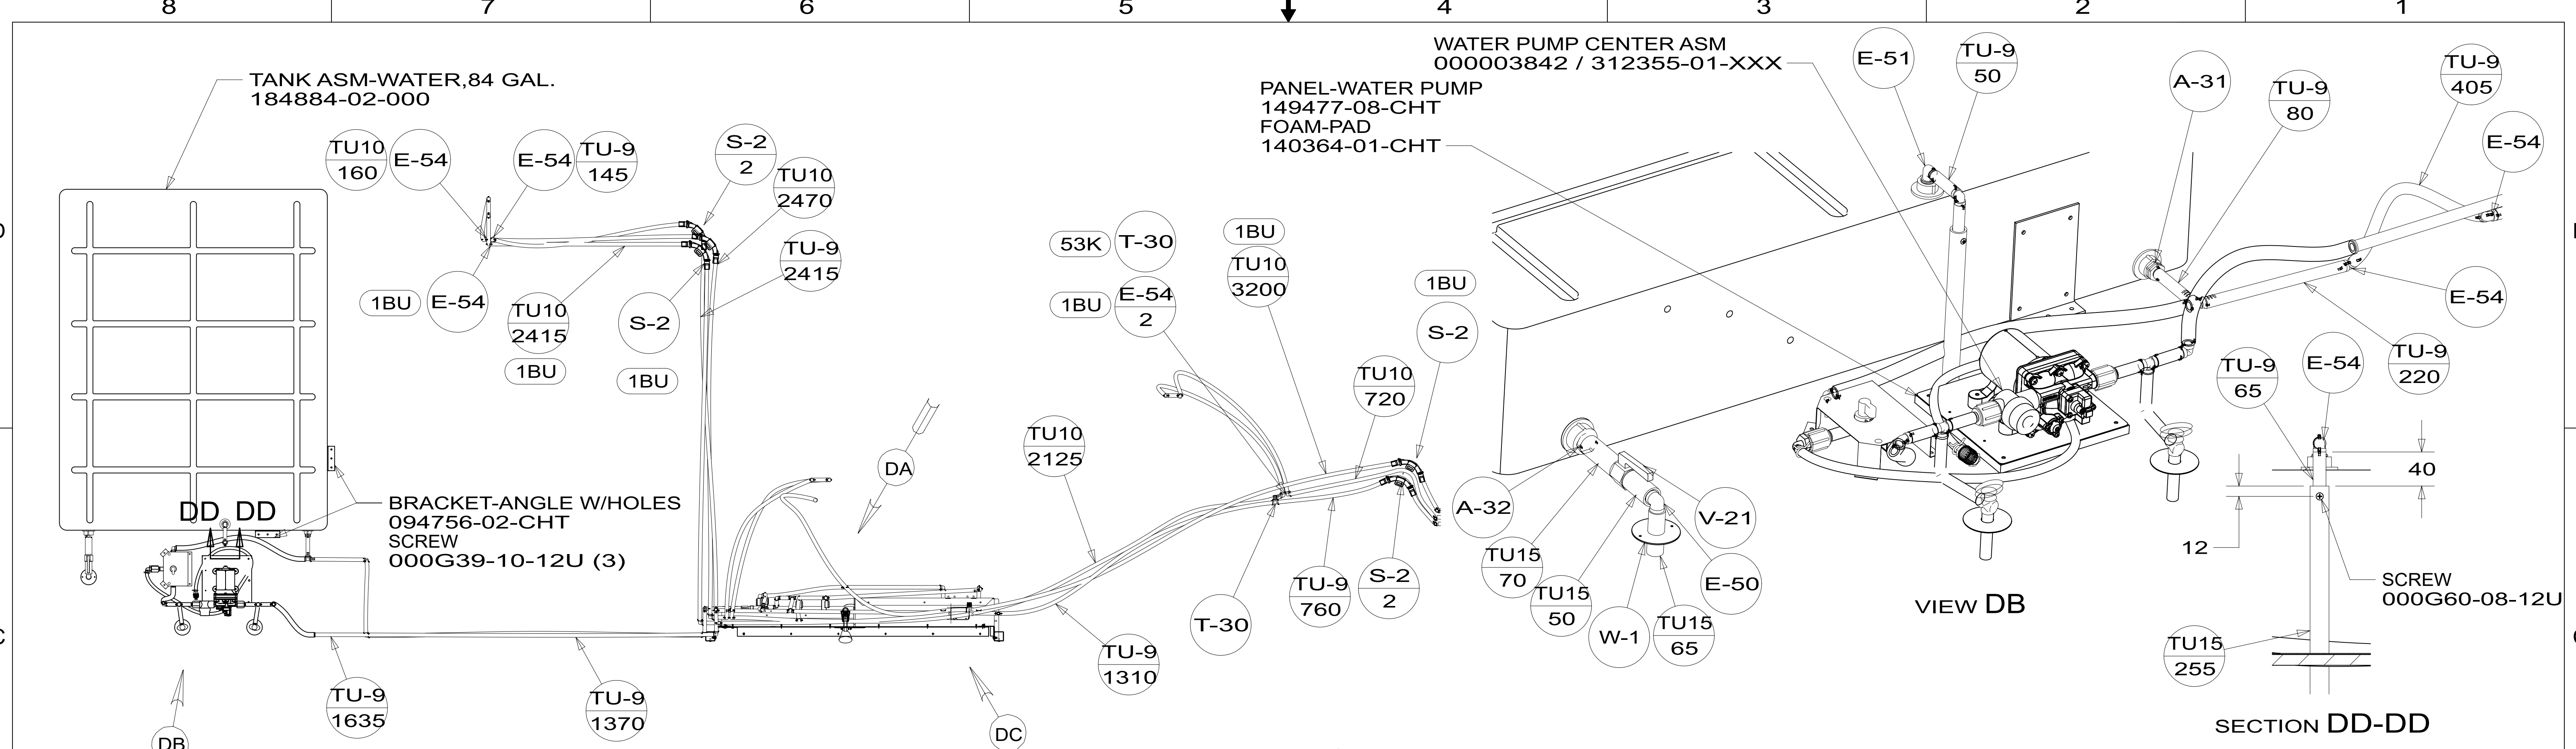 8
7
6
5
4
3
2
1
TANK ASM-WATER,84 GAL.
184884-02-000
TU10
160
E-54
E-54
TU-9
145
S-2
2
TU10
2470
TU-9
2415
1BU
E-54
TU10
2415
1BU
S-2
1BU
BRACKET-ANGLE W/HOLES
094756-02-CHT
SCREW
000G39-10-12U (3)
DD
DD
TU-9
1635
TU-9
1370
DB
DA
DC
53K
T-30
1BU
E-54
2
1BU
TU10
3200
1BU
S-2
TU10
720
TU10
2125
TU-9
1310
T-30
TU-9
760
S-2
2
WATER PUMP CENTER ASM
000003842 / 312355-01-XXX
PANEL-WATER PUMP
149477-08-CHT
FOAM-PAD
140364-01-CHT
E-51
TU-9
50
A-31
TU-9
80
TU-9
405
E-54
E-54
TU-9
220
A-32
TU15
70
TU15
50
W-1
TU15
65
E-50
V-21
VIEW DB
TU-9
65
E-54
40
12
SCREW
000G60-08-12U
TU15
255
SECTION DD-DD